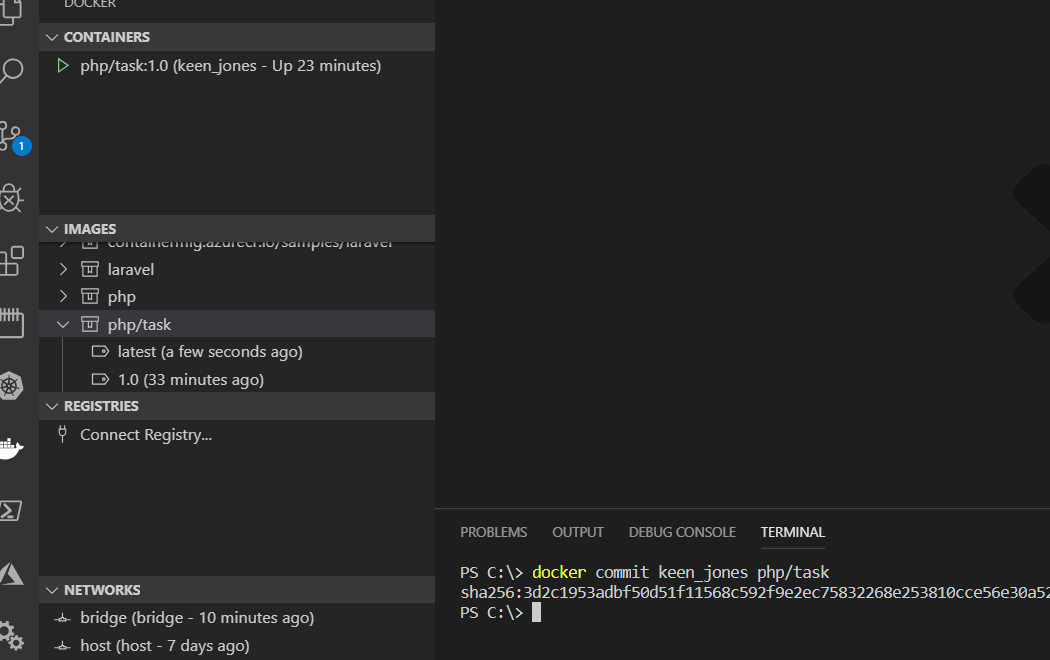 DOCKER
CONTAINERS
php/task:1.0 (keen_jones - Up 23 minutes)
1
IMAGES
containermig.azurecr.io/samples/laravel
laravel
php
php/task
latest (a few seconds ago)
1.0 (33 minutes ago)
REGISTRIES
Connect Registry...
NETWORKS
bridge (bridge - 10 minutes ago)
host (host - 7 days ago)
PROBLEMS OUTPUT DEBUG CONSOLE TERMINAL
PS C:\> docker commit keen_jones php/task
sha256:3d2c1953adbf50d51f11568c592f9e2ec75832268e253810cce56e30a52
PS C:\>